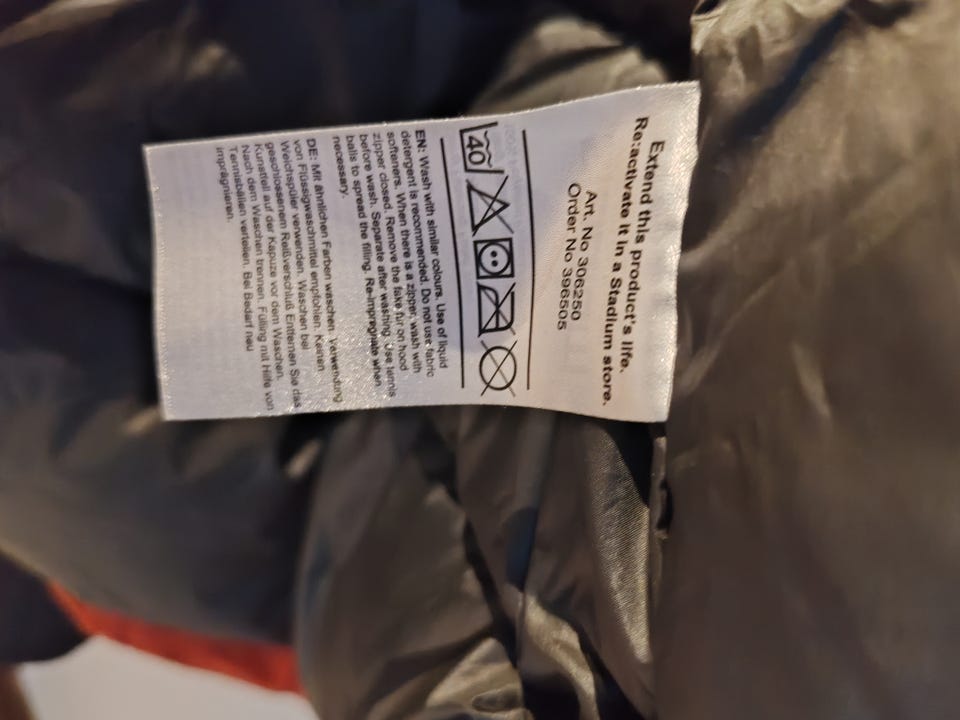 Extend this product's life.
Re:activate it in a Stadium store.
Art. No 306250
Order No 396505
40
EN: Wash with similar colours. Use of liquid
detergent is recommended. Do not use fabric
softeners. When there is a zipper, wash with
zipper closed. Remove the fake fur on hood
before wash. Separate after washing. Use tennis
balls to spread the filling. Re-impregnate when
necessary.
DE: Mit ähnlichen Farben waschen. Verwendung
von Flüssigwaschmittel empfohlen. Keinen
Weichspüler verwenden. Waschen bei
geschlossenem Reißverschluß Entfernen Sie das
Kunstfell auf der Kapuze vor dem Waschen.
Nach dem Waschen trennen. Füllung mit Hilfe von
Tennisbällen verteilen. Bei Bedarf neu
imprägnieren.